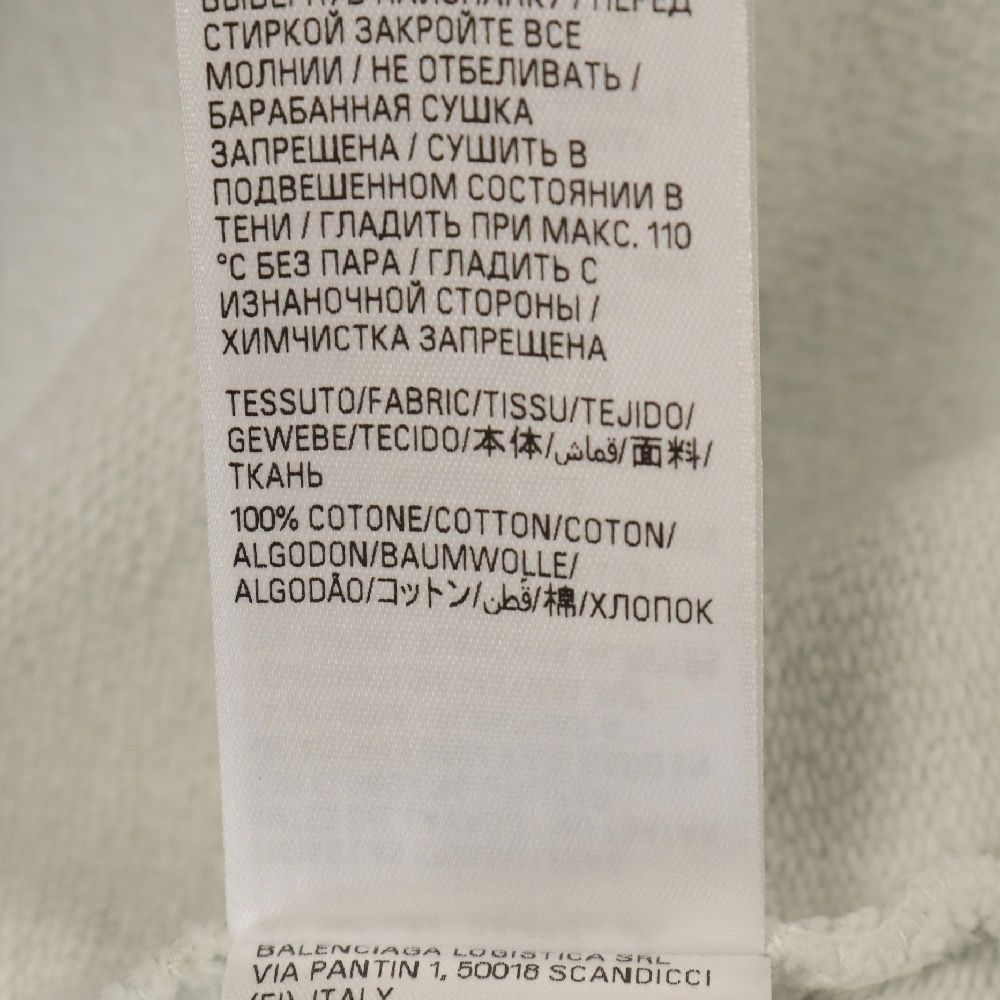 СТИРКОЙ ЗАКРОЙТЕ ВСЕ
МОЛНИИ / НЕ ОТБЕЛИВАТЬ /
БАРАБАННАЯ СУШКА
ЗАПРЕЩЕНА / СУШИТЬ В
ПОДВЕШЕННОМ СОСТОЯНИИ В
ТЕНИ / ГЛАДИТЬ ПРИ МАКС. 110
°C БЕЗ ПАРА / ГЛАДИТЬ С
ИЗНАНОЧНОЙ СТОРОНЫ /
ХИМЧИСТКА ЗАПРЕЩЕНА
TESSUTO/FABRIC/TISSU/TEJIDO/
GEWEBE/TECIDO/本体/قماش/面料/
ТКАНЬ
100% COTONE/COTTON/COTON/
ALGODON/BAUMWOLLE/
ALGODÃO/コットン/قطن/棉/ХЛОПОК
BALENCIAGA LOGISTICA SRL
VIA PANTIN 1, 50018 SCANDICCI
(FI), ITALY